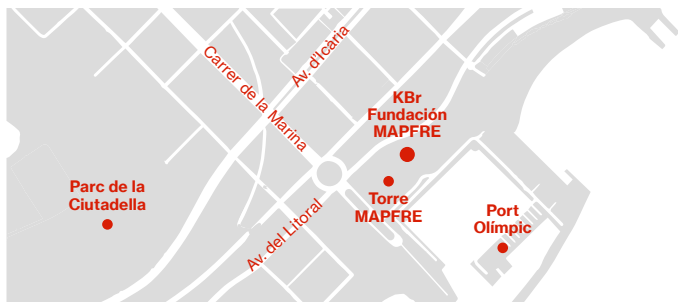 Carrer de la Marina
Av. d'Icària
KBr
Fundación
MAPFRE
Parc de la
Ciutadella
Torre
MAPFRE
Av. del Litoral
Port
Olímpic